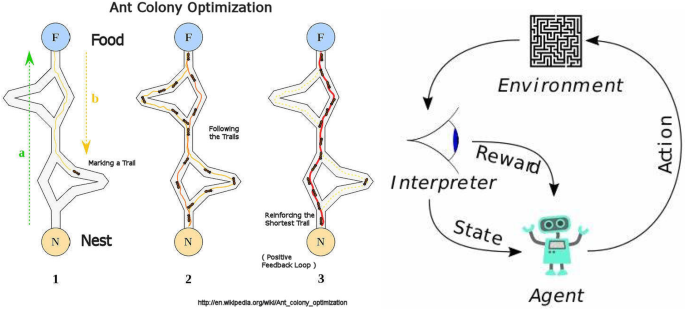 Ant Colony Optimization
F
Food
F
F
b
a
Marking a Trail
Following
the Trails
Reinforcing the
Shortest Trail
N
Nest
N
N
( Positive
Feedback Loop )
1
2
3
http://en.wikipedia.org/wiki/Ant_colony_optimization
Environment
Reward
Interpreter
Action
State
Agent